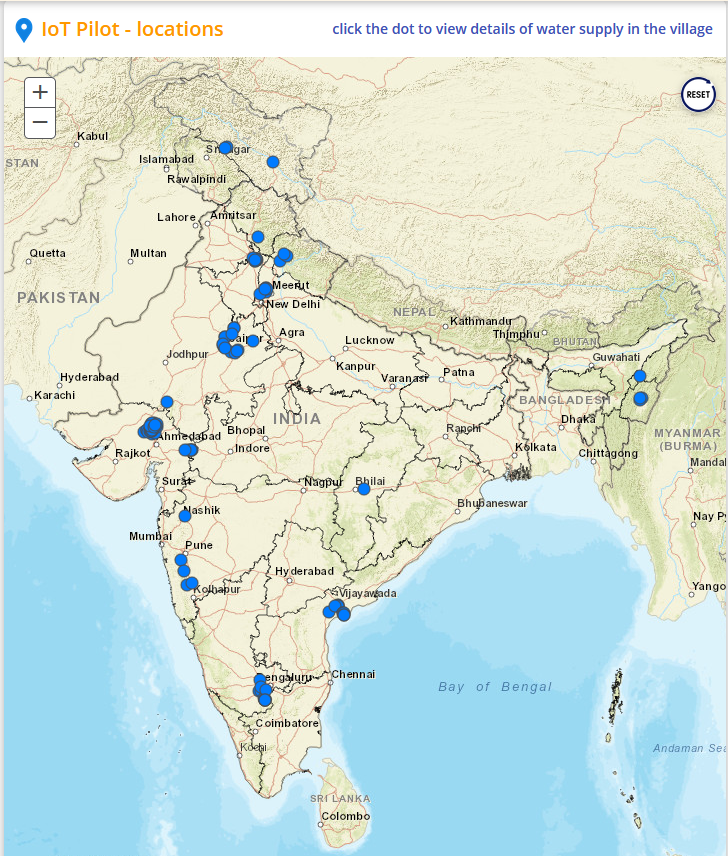 IoT Pilot - locations
click the dot to view details of water supply in the village
+
−
RESET
Kabul
STAN
Islamabad
Rawalpindi
Lahore
Amritsar
Quetta
Multan
PAKISTAN
Meerut
New Delhi
NEPAL
Kathmandu
Thimphu
BHUTAN
Agra
Lucknow
Guwahati
Jodhpur
Kanpur
Varanasi
Patna
Hyderabad
Karachi
BANGLADESH
INDIA
Dhaka
Ahmedabad
Bhopal
Ranchi
MYANMAR
(BURMA)
Rajkot
Indore
Kolkata
Chittagong
Mandal
Surat
Nagpur
Bhilai
Bhubaneswar
Nashik
Nay P
Mumbai
Pune
Hyderabad
Kolhapur
Vijayawada
Yango
engaluru
Chennai
Bay of Bengal
Coimbatore
Kochi
Andaman Sea
SRI LANKA
Colombo